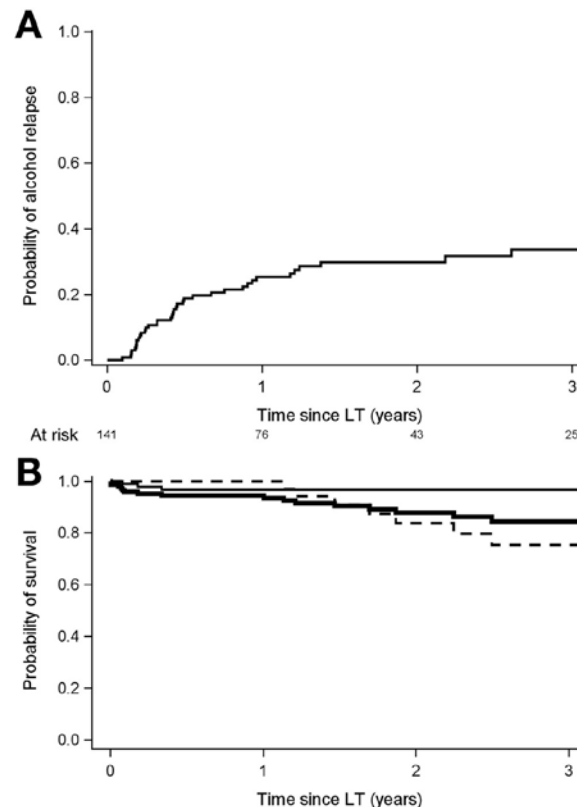 A
Probability of alcohol relapse
1.0
0.8
0.6
0.4
0.2
0.0
0 1 2 3
Time since LT (years)
At risk 141 76 43 25
B
Probability of survival
1.0
0.8
0.6
0.4
0.2
0.0
0 1 2 3
Time since LT (years)